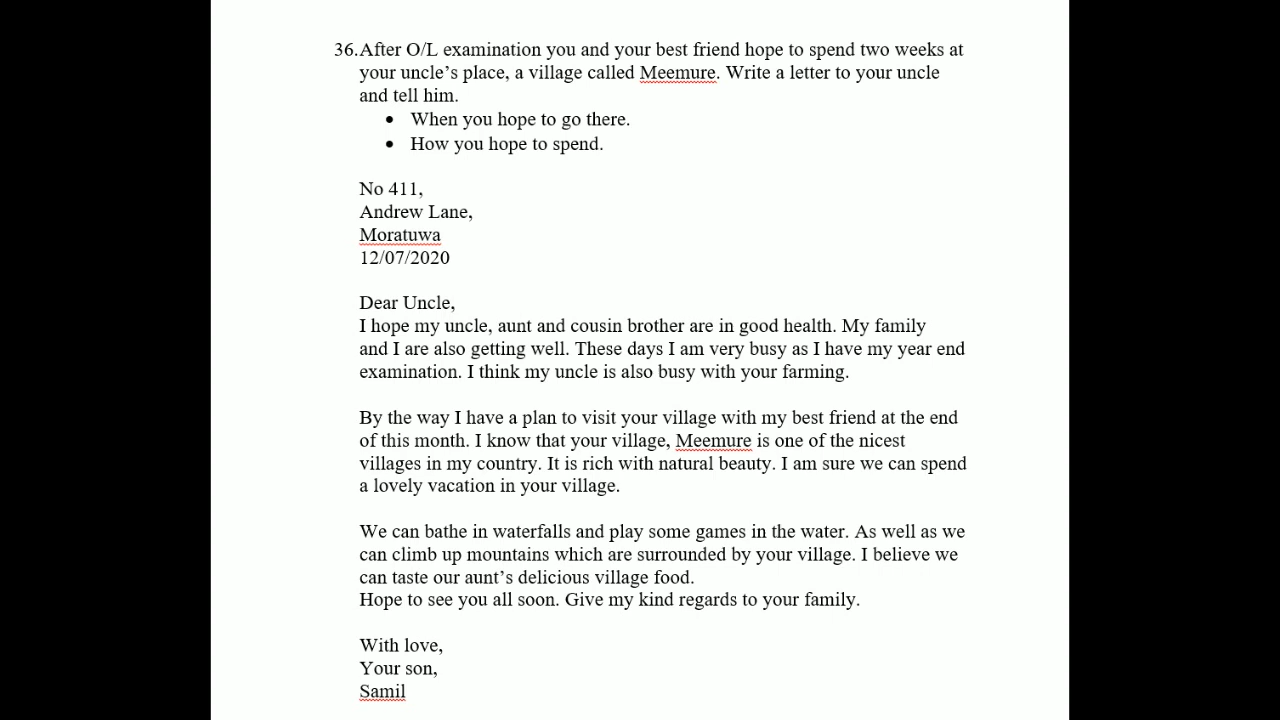 36. After O/L examination you and your best friend hope to spend two weeks at
your uncle's place, a village called Meemure. Write a letter to your uncle
and tell him.
• When you hope to go there.
• How you hope to spend.
No 411,
Andrew Lane,
Moratuwa
12/07/2020
Dear Uncle,
I hope my uncle, aunt and cousin brother are in good health. My family
and I are also getting well. These days I am very busy as I have my year end
examination. I think my uncle is also busy with your farming.
By the way I have a plan to visit your village with my best friend at the end
of this month. I know that your village, Meemure is one of the nicest
villages in my country. It is rich with natural beauty. I am sure we can spend
a lovely vacation in your village.
We can bathe in waterfalls and play some games in the water. As well as we
can climb up mountains which are surrounded by your village. I believe we
can taste our aunt's delicious village food.
Hope to see you all soon. Give my kind regards to your family.
With love,
Your son,
Samil